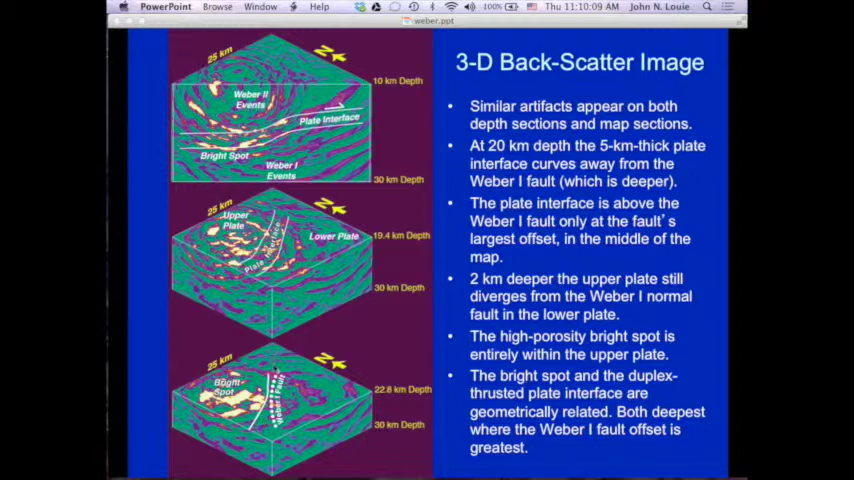 PowerPoint Browse Window Help 100% Thu 11:10:09 AM John N. Louie
weber.ppt
3-D Back-Scatter Image
• Similar artifacts appear on both
depth sections and map sections.
• At 20 km depth the 5-km-thick plate
interface curves away from the
Weber I fault (which is deeper).
• The plate interface is above the
Weber I fault only at the fault's
largest offset, in the middle of the
map.
• 2 km deeper the upper plate still
diverges from the Weber I normal
fault in the lower plate.
• The high-porosity bright spot is
entirely within the upper plate.
• The bright spot and the duplex-
thrusted plate interface are
geometrically related. Both deepest
where the Weber I fault offset is
greatest.
25 km
N
10 km Depth
Weber II
Events
Plate Interface
Bright Spot
Weber I
Events
30 km Depth
25 km
N
Upper
Plate
Plate Interface
Lower Plate
19.4 km Depth
30 km Depth
25 km
N
Bright
Spot
Weber I Fault
22.8 km Depth
30 km Depth